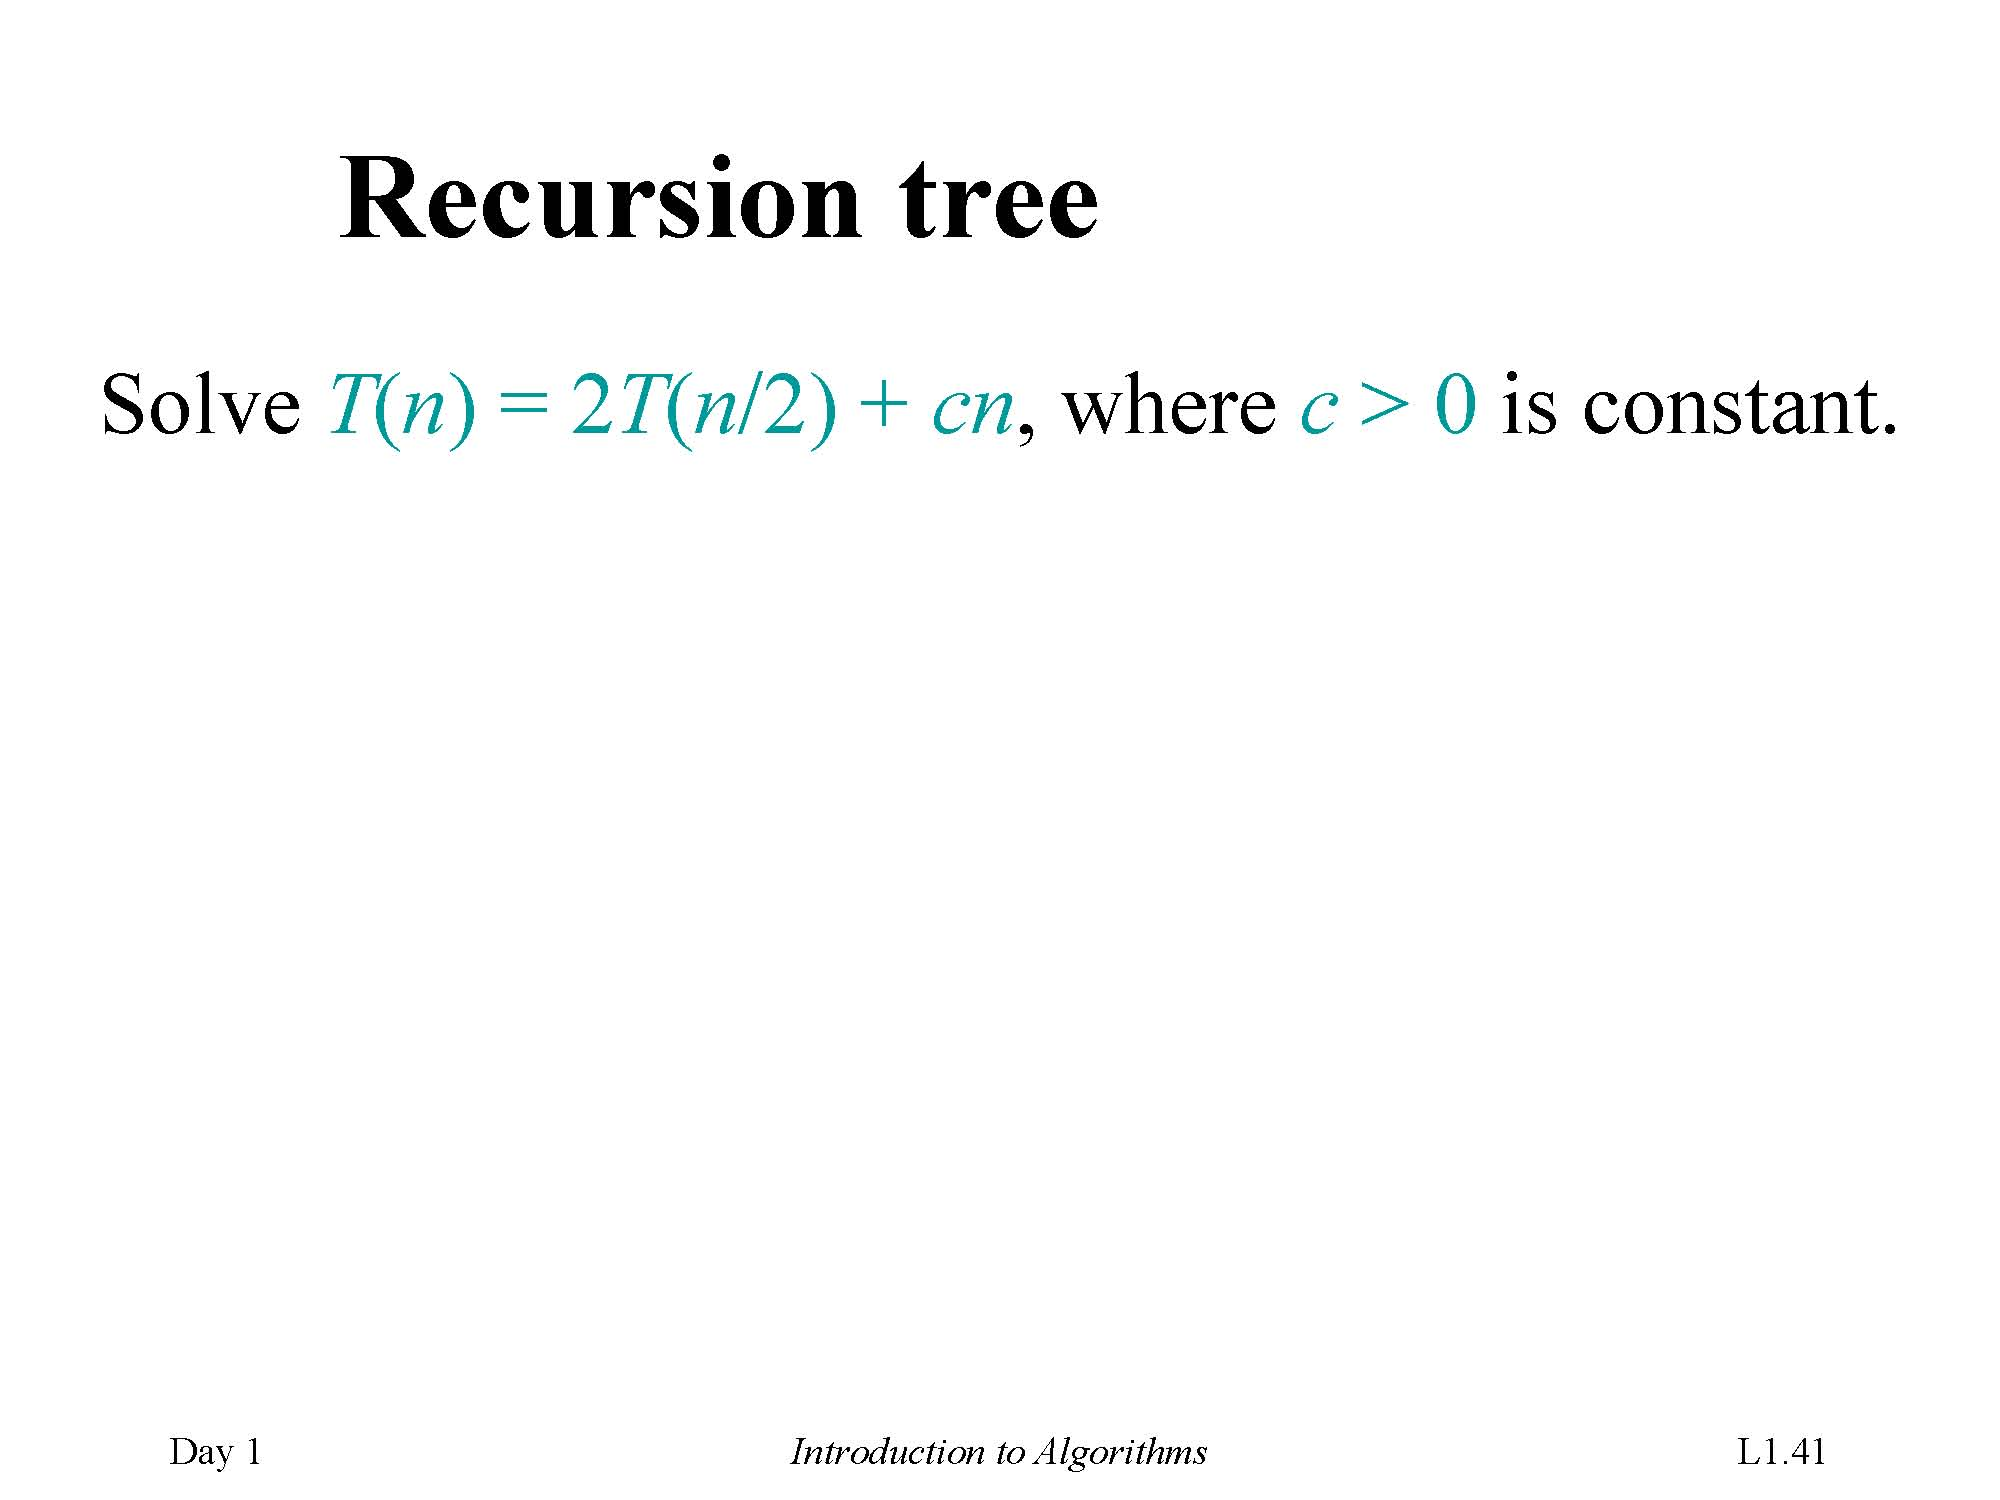 Recursion tree
Solve T(n) = 2T(n/2) + cn, where c > 0 is constant.
Day 1
Introduction to Algorithms
L1.41